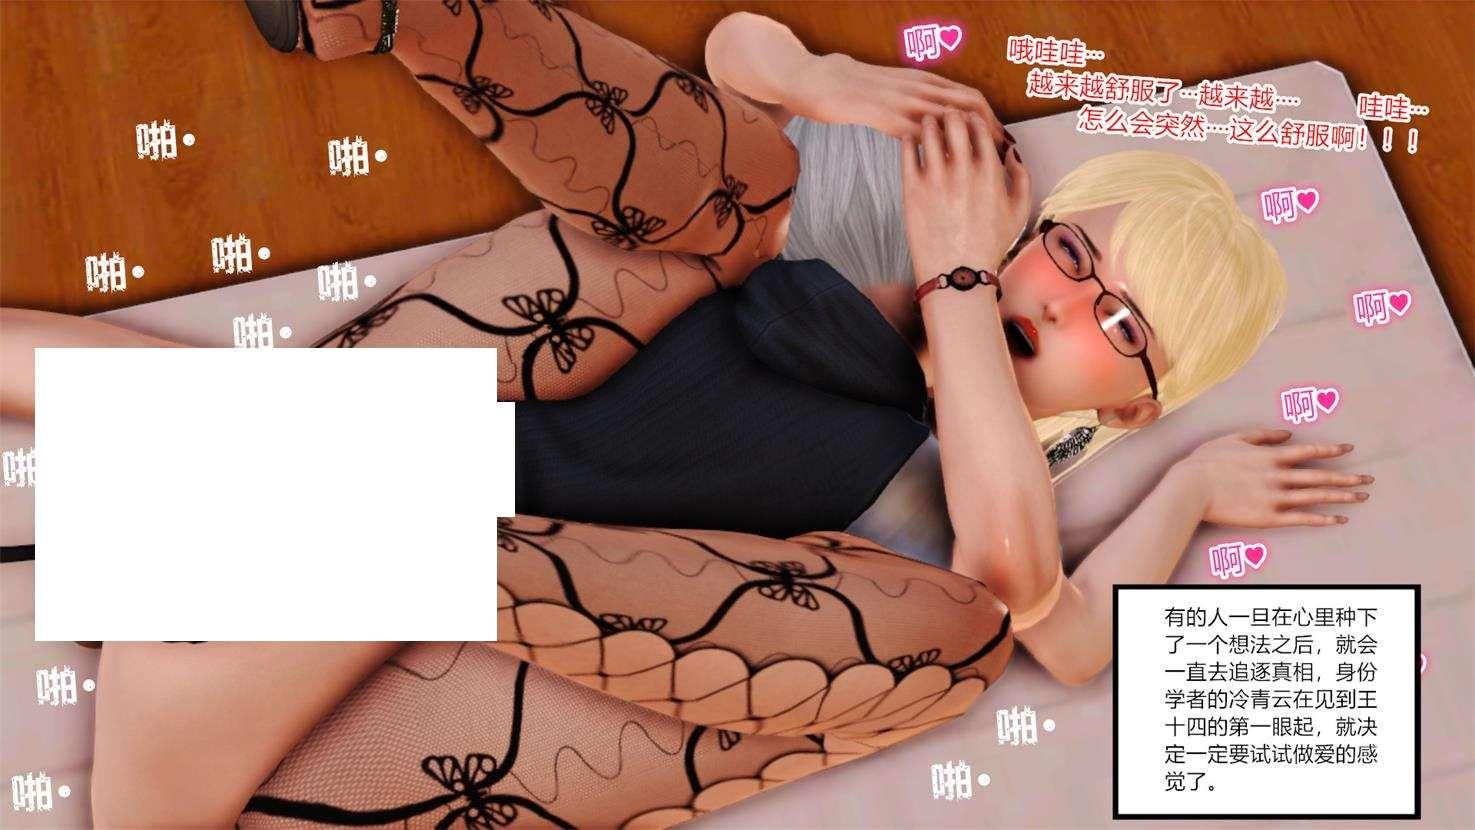 啊♥
哦哇哇…
越来越舒服了…越来越…
哇哇…
怎么会突然…这么舒服啊！！！
啪·
啪·
啊♥
啪·
啪·
啪·
啪·
啊♥
啊♥
啪
啊♥
有的人一旦在心里种下
了一个想法之后，就会
一直去追逐真相，身份
学者的冷青云在见到王
十四的第一眼起，就决
定一定要试试做爱的感
觉了。
啪·
啪·
啪·
啪·